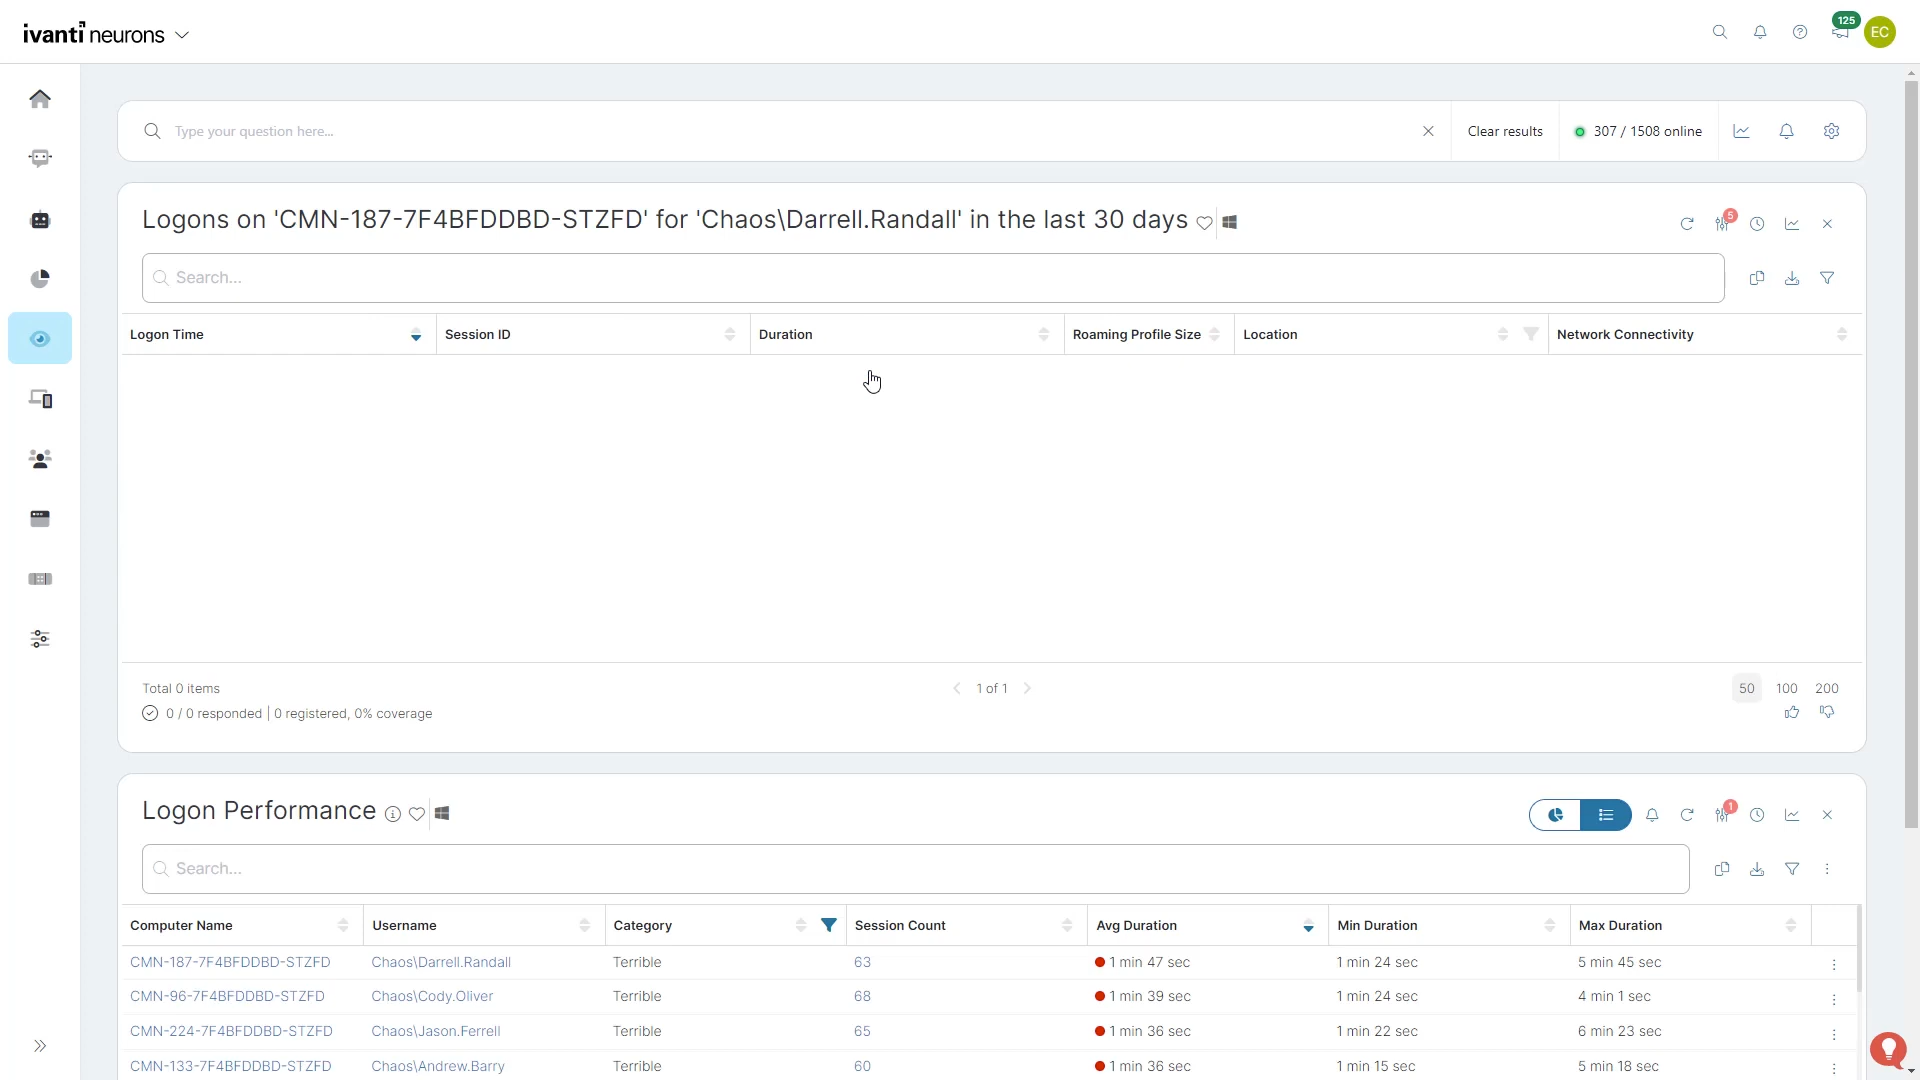 ivanti neurons
125
EC
Type your question here...
Clear results
307 / 1508 online
Logons on 'CMN-187-7F4BFDDBD-STZFD' for 'Chaos\Darrell.Randall' in the last 30 days
5
Search...
Logon Time Session ID Duration Roaming Profile Size Location Network Connectivity
Total 0 items
1 of 1
50 100 200
0 / 0 responded | 0 registered, 0% coverage
Logon Performance
1
Search...
Computer Name Username Category Session Count Avg Duration Min Duration Max Duration
CMN-187-7F4BFDDBD-STZFD Chaos\Darrell.Randall Terrible 63 1 min 47 sec 1 min 24 sec 5 min 45 sec
CMN-96-7F4BFDDBD-STZFD Chaos\Cody.Oliver Terrible 68 1 min 39 sec 1 min 24 sec 4 min 1 sec
CMN-224-7F4BFDDBD-STZFD Chaos\Jason.Ferrell Terrible 65 1 min 36 sec 1 min 22 sec 6 min 23 sec
CMN-133-7F4BFDDBD-STZFD Chaos\Andrew.Barry Terrible 60 1 min 36 sec 1 min 15 sec 5 min 18 sec